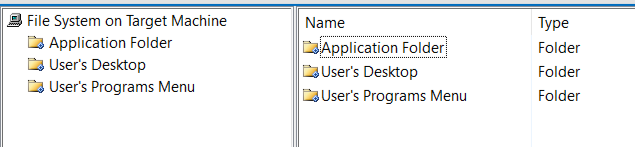 File System on Target Machine
Application Folder
User's Desktop
User's Programs Menu
Name Type
Application Folder Folder
User's Desktop Folder
User's Programs Menu Folder